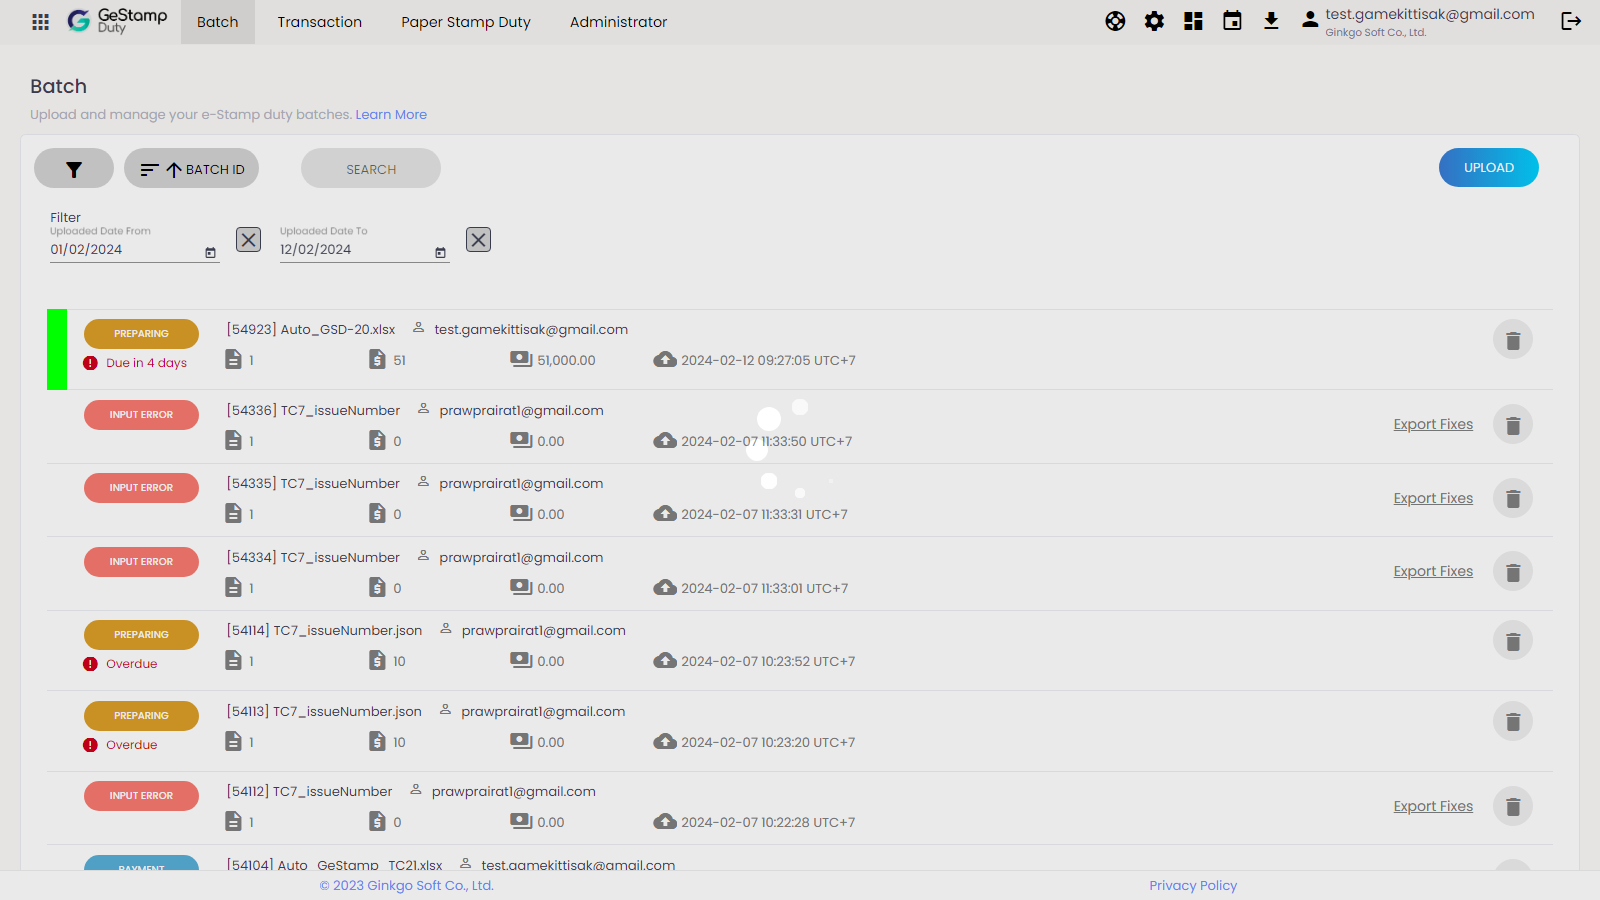 GeStamp
Duty
Batch
Transaction
Paper Stamp Duty
Administrator
test.gamekittisak@gmail.com
Ginkgo Soft Co., Ltd.
Batch
Upload and manage your e-Stamp duty batches. Learn More
BATCH ID
SEARCH
UPLOAD
Filter
Uploaded Date From
01/02/2024
Uploaded Date To
12/02/2024
PREPARING
[54923] Auto_GSD-20.xlsx test.gamekittisak@gmail.com
Due in 4 days
1 51 51,000.00 2024-02-12 09:27:05 UTC+7
INPUT ERROR
[54336] TC7_issueNumber prawprairat1@gmail.com
1 0 0.00 2024-02-07 11:33:50 UTC+7
Export Fixes
INPUT ERROR
[54335] TC7_issueNumber prawprairat1@gmail.com
1 0 0.00 2024-02-07 11:33:31 UTC+7
Export Fixes
INPUT ERROR
[54334] TC7_issueNumber prawprairat1@gmail.com
1 0 0.00 2024-02-07 11:33:01 UTC+7
Export Fixes
PREPARING
[54114] TC7_issueNumber.json prawprairat1@gmail.com
Overdue
1 10 0.00 2024-02-07 10:23:52 UTC+7
PREPARING
[54113] TC7_issueNumber.json prawprairat1@gmail.com
Overdue
1 10 0.00 2024-02-07 10:23:20 UTC+7
INPUT ERROR
[54112] TC7_issueNumber prawprairat1@gmail.com
1 0 0.00 2024-02-07 10:22:28 UTC+7
Export Fixes
PAYMENT
[54104] Auto_GeStamp_TC21.xlsx test.gamekittisak@gmail.com
© 2023 Ginkgo Soft Co., Ltd.
Privacy Policy